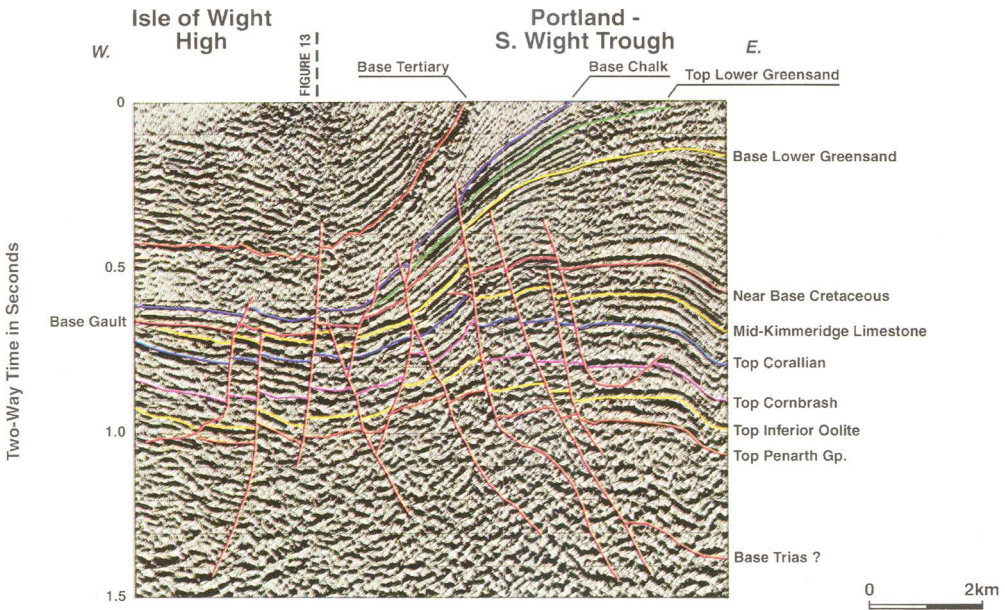 Isle of Wight
High
Portland -
S. Wight Trough
W.
E.
FIGURE 13
Base Tertiary
Base Chalk
Top Lower Greensand
0
Base Lower Greensand
0.5
Near Base Cretaceous
Base Gault
Mid-Kimmeridge Limestone
Top Corallian
Top Cornbrash
1.0
Top Inferior Oolite
Top Penarth Gp.
Base Trias ?
1.5
Two-Way Time in Seconds
0 2km